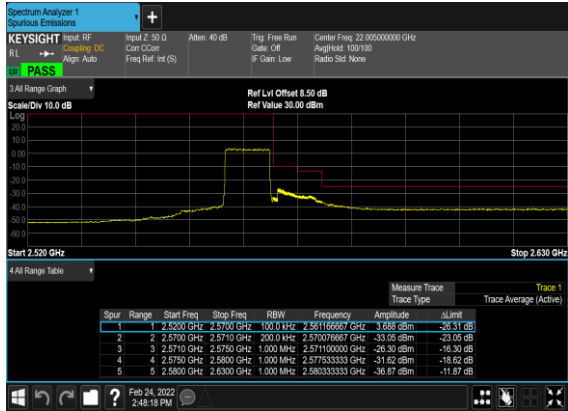 Spectrum Analyzer 1
Spurious Emissions
KEYSIGHT Input: RF Input Z: 50 Ω Atten: 40 dB Trig: Free Run Center Freq: 22.005000000 GHz
RL Coupling: DC Corr CCorr Gate: Off Avg|Hold: 100/100
Align: Auto Freq Ref: Int (S) IF Gain: Low Radio Std: None
PASS
3 All Range Graph
Ref Lvl Offset 8.50 dB
Scale/Div 10.0 dB Ref Value 30.00 dBm
Log
20.0
10.0
0.00
-10.0
-20.0
-30.0
-40.0
-50.0
-60.0
Start 2.520 GHz Stop 2.630 GHz
4 All Range Table
Measure Trace Trace 1
Trace Type Trace Average (Active)
Spur Range Start Freq Stop Freq RBW Frequency Amplitude ΔLimit
1 1 2.5200 GHz 2.5700 GHz 100.0 kHz 2.561166667 GHz 3.688 dBm -26.31 dB
2 2 2.5700 GHz 2.5710 GHz 200.0 kHz 2.570076667 GHz -33.05 dBm -23.05 dB
3 3 2.5710 GHz 2.5750 GHz 1.000 MHz 2.571100000 GHz -26.30 dBm -16.30 dB
4 4 2.5750 GHz 2.5800 GHz 1.000 MHz 2.577533333 GHz -31.62 dBm -18.62 dB
5 5 2.5800 GHz 2.6300 GHz 1.000 MHz 2.580333333 GHz -36.87 dBm -11.87 dB
Feb 24, 2022
2:48:18 PM